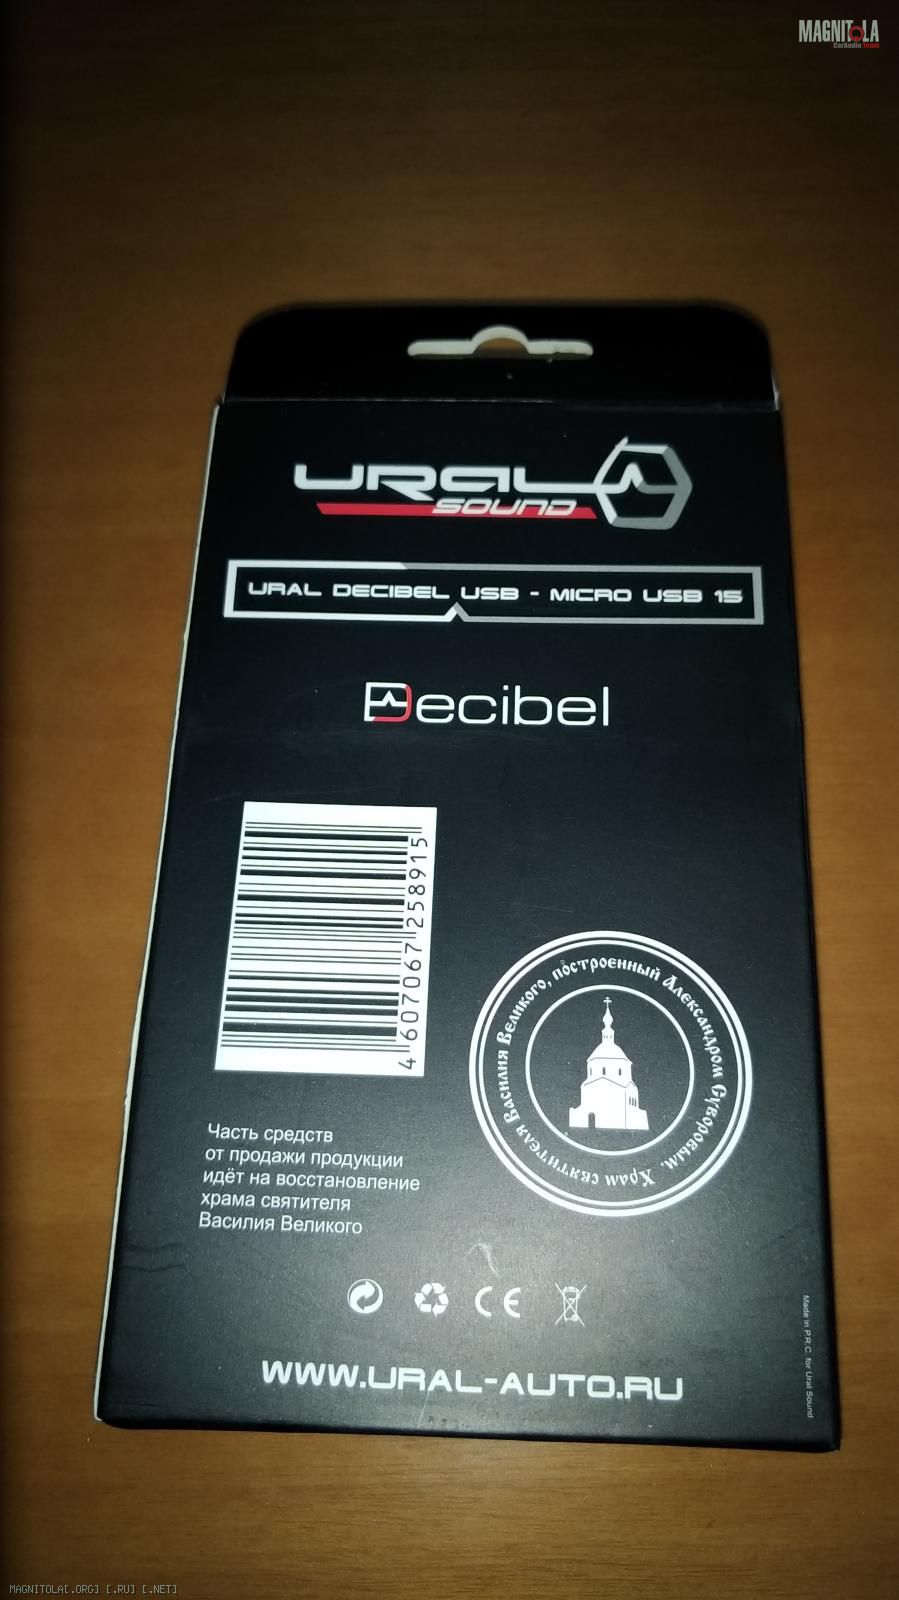 MAGNITOLA
CarAudio Team
URAL
SOUND
URAL DECIBEL USB - MICRO USB 15
Decibel
4 607067 258915
Храм святителя Василия Великого, построенный Александром Суворовым.
Часть средств
от продажи продукции
идёт на восстановление
храма святителя
Василия Великого
CE
Made in P.R.C. for Ural Sound
WWW.URAL-AUTO.RU
MAGNITOLA[.ORG] [.RU] [.NET]